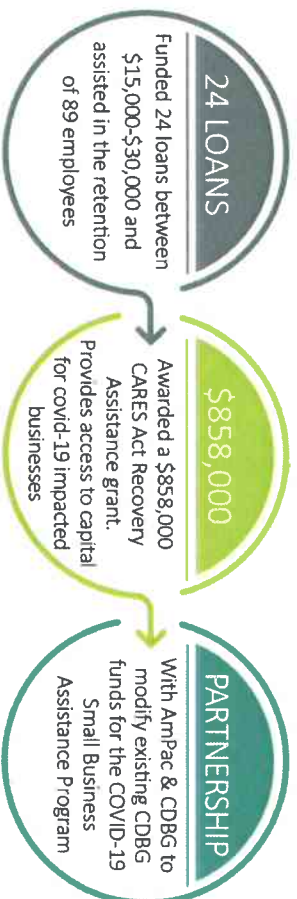 24 LOANS
Funded 24 loans between
$15,000-$30,000 and
assisted in the retention
of 89 employees
$858,000
Awarded a $858,000
CARES Act Recovery
Assistance grant.
Provides access to capital
for covid-19 impacted
businesses
PARTNERSHIP
With AmPac & CDBG to
modify existing CDBG
funds for the COVID-19
Small Business
Assistance Program